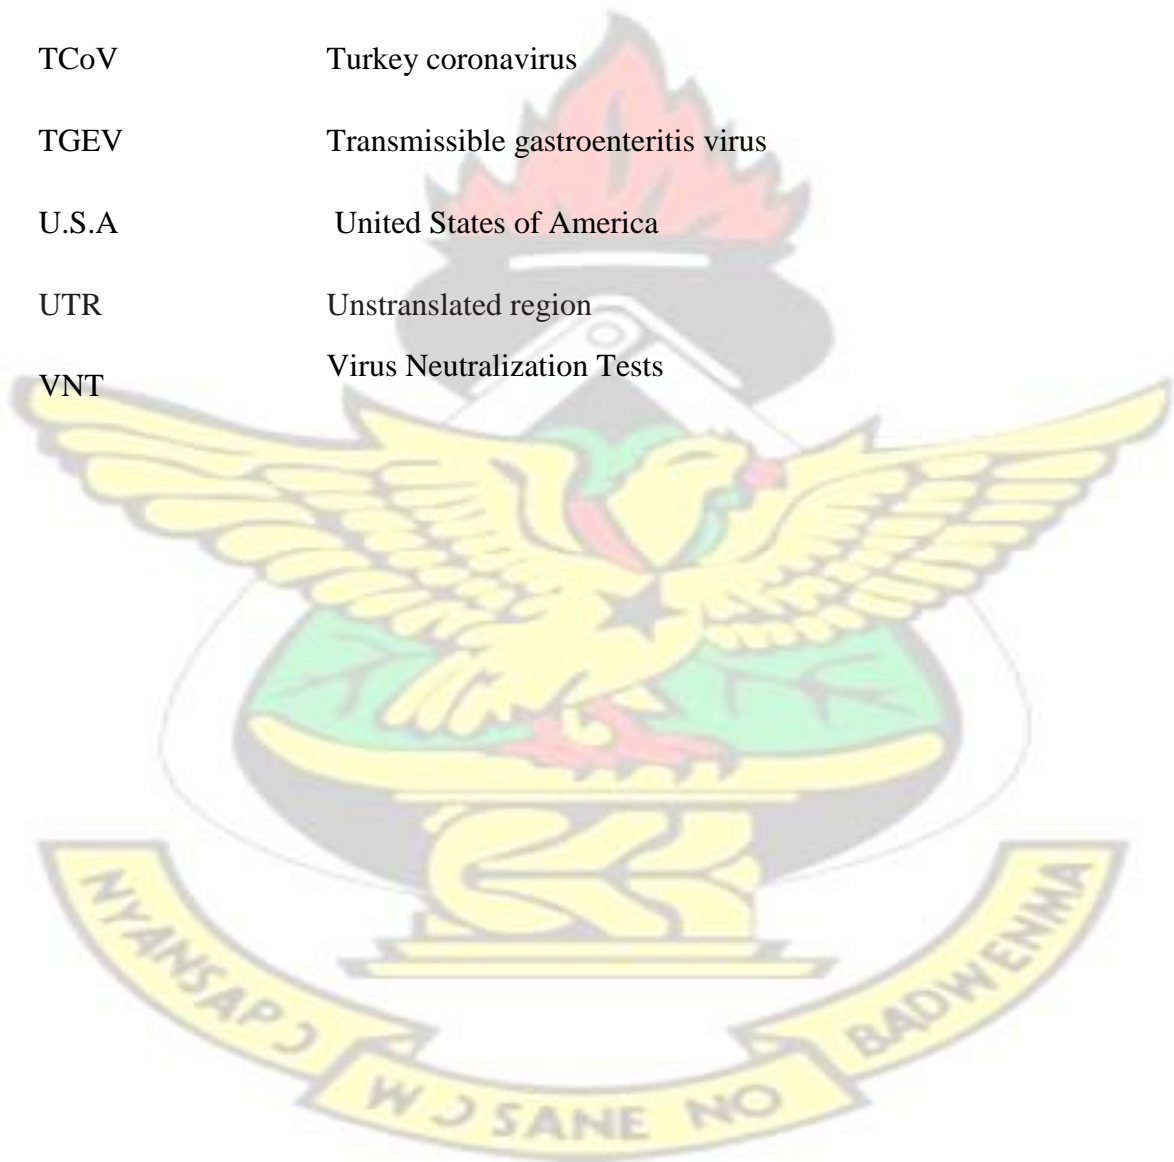 TCoV Turkey coronavirus
TGEV Transmissible gastroenteritis virus
U.S.A United States of America
UTR Unstranslated region
VNT Virus Neutralization Tests
NYANSAPƆ
WƆ SANE NO
BADWENMA